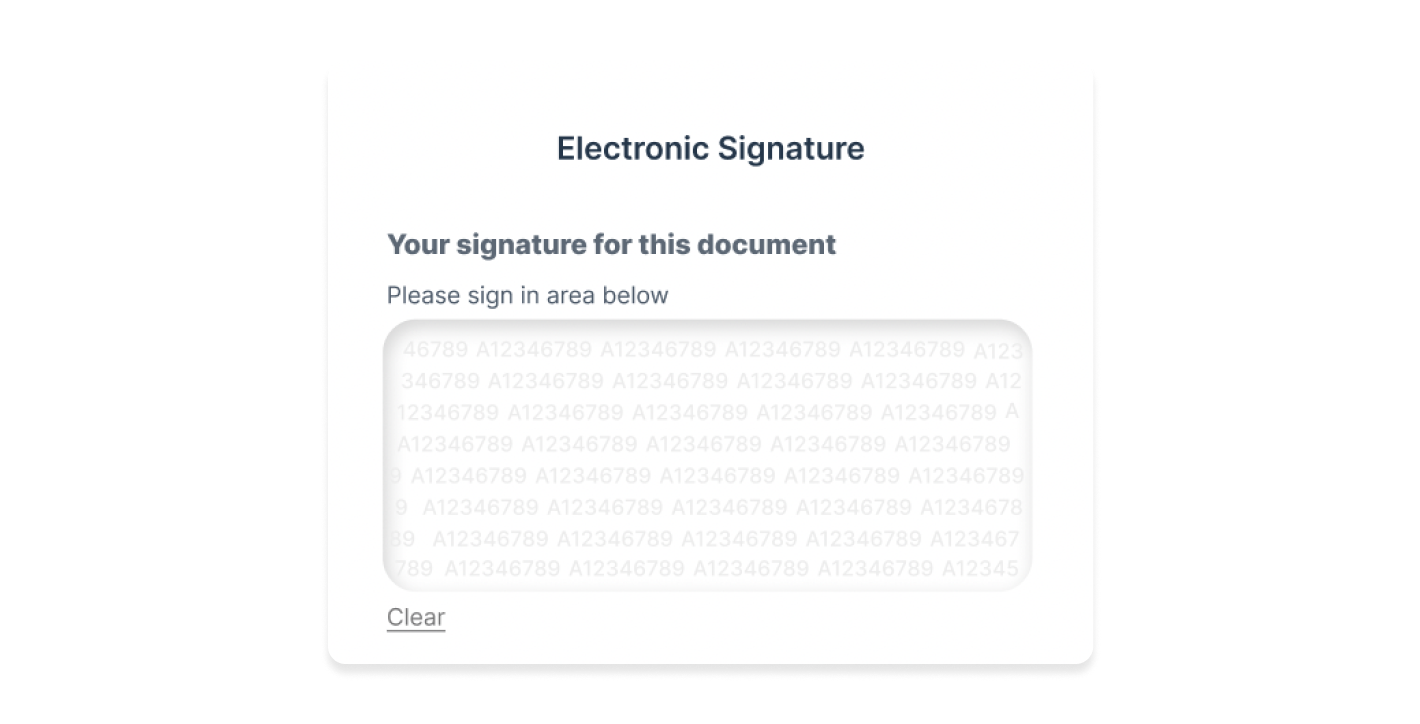 Electronic Signature
Your signature for this document
Please sign in area below
46789 A12346789 A12346789 A12346789 A12346789 A123
346789 A12346789 A12346789 A12346789 A12346789 A12
12346789 A12346789 A12346789 A12346789 A12346789 A
A12346789 A12346789 A12346789 A12346789 A12346789
9 A12346789 A12346789 A12346789 A12346789 A12346789
9 A12346789 A12346789 A12346789 A12346789 A1234678
89 A12346789 A12346789 A12346789 A12346789 A123467
789 A12346789 A12346789 A12346789 A12346789 A12345
Clear